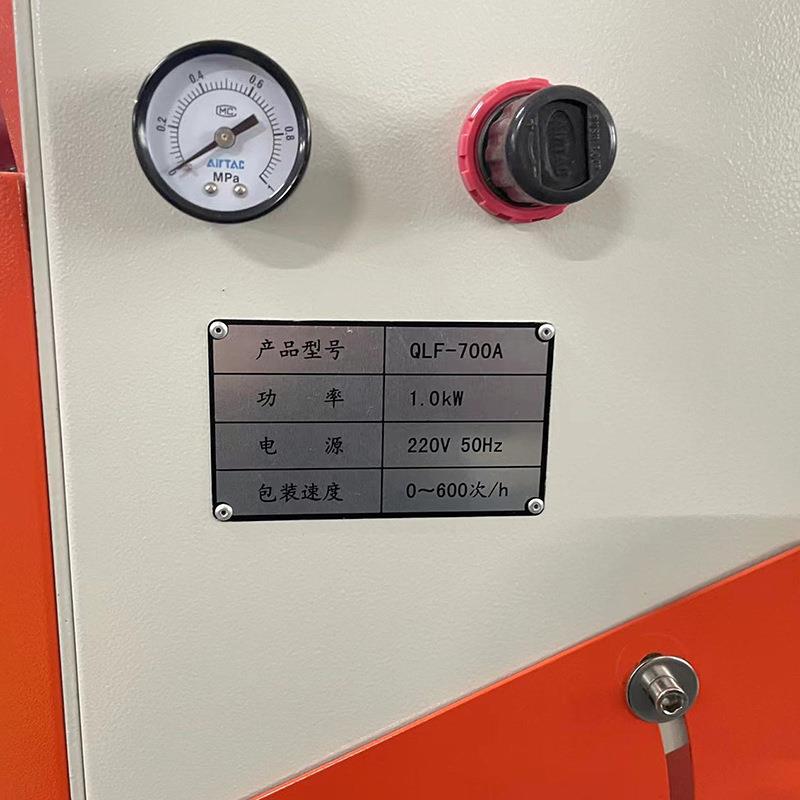 0.4
0.6
0.2
MC
0.8
AIRTAC
MPa
1
产品型号 QLF-700A
功 率 1.0kW
电 源 220V 50Hz
包装速度 0～600次/h